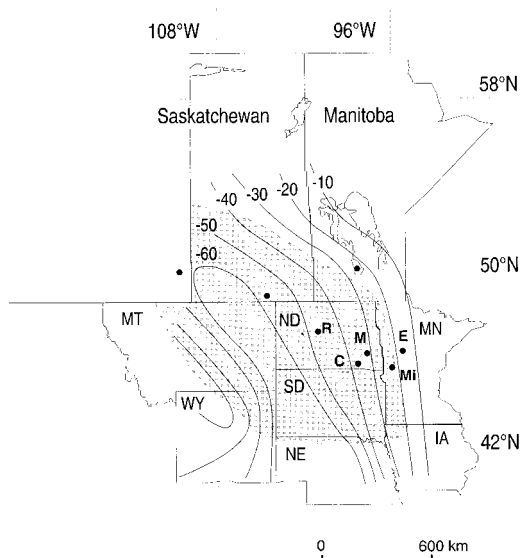 108°W 96°W
58°N
Saskatchewan Manitoba
-10
-20
-30
-40
-50
-60
50°N
MT ND MN
R M E
C Mi
SD
WY
IA
NE 42°N
0 600 km